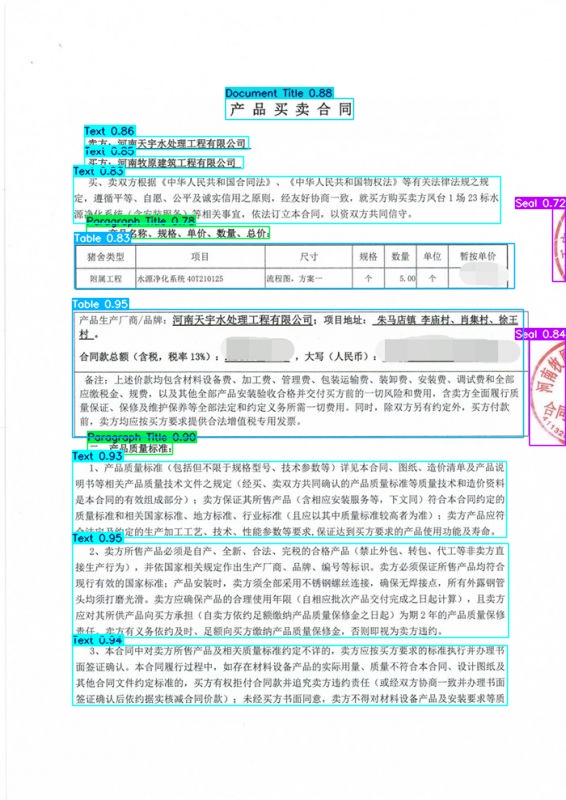 Document Title 0.88
产品买卖合同
Text 0.86
卖方：河南天宇水处理工程有限公司
Text 0.85
买方：河南牧原建筑工程有限公司
Text 0.83
买、卖双方根据《中华人民共和国合同法》、《中华人民共和国物权法》等有关法律法规之规
定，遵循平等、自愿、公平及诚实信用之原则，经友好协商一致，就买方购买卖方凤台1场23标水
源净化系统（含安装服务）等相关事宜，依法订立本合同，以资双方共同信守。
Seal 0.72
Paragraph Title 0.78
产品名称、规格、单价、数量、总价：
Table 0.83
猪舍类型 项目 尺寸 规格 数量 单位 暂按单价
附属工程 水源净化系统 40T210125 流程图，方案一 个 5.00 个
Table 0.95
产品生产厂商/品牌：河南天宇水处理工程有限公司；项目地址： 朱马店镇 李庙村、肖集村、徐王
村 。
合同款总额（含税，税率13%）： ，大写（人民币）：
Seal 0.84
河南牧
合同
备注：上述价款均包含材料设备费、加工费、管理费、包装运输费、装卸费、安装费、调试费和全部
应缴税金、规费，以及其他全部产品安装验收合格并交付买方前的一切风险和费用，含卖方全面履行质
量保证、保修及维护保养等全部法定和约定义务所需一切费用。同时，除双方另有约定外，买方付款
前，卖方均应按买方要求提供合法增值税专用发票。
Paragraph Title 0.90
二、产品质量标准：
Text 0.93
1、产品质量标准（包括但不限于规格型号、技术参数等）详见本合同、图纸、造价清单及产品说
明书等相关产品质量技术文件之规定（经买、卖双方共同确认的产品质量标准等质量技术和造价资料
是本合同的有效组成部分）；卖方保证其所售产品（含相应安装服务等，下文同）符合本合同约定的
质量标准和相关国家标准、地方标准、行业标准（且应以其中质量标准较高者为准）；卖方产品应符
合法定及约定的生产加工工艺、技术、性能参数等要求,保证达到买方要求的产品使用功能及寿命。
Text 0.95
2、卖方所售产品必须是自产、全新、合法、完税的合格产品（禁止外包、转包、代工等非卖方直
接生产行为），并依国家相关规定作出生产厂商、品牌、编号等标识。卖方必须保证所售产品均符合
现行有效的国家标准；产品安装时，卖方须全部采用不锈钢螺丝连接，确保无焊接点，所有外露钢管
头均须打磨光滑。卖方应确保产品的合理使用年限（自相应批次产品交付完成之日起计算），且卖方
应对其所供产品向买方承担（自卖方依约足额缴纳产品质量保修金之日起）为期2年的产品质量保修
责任。卖方有义务依约及时、足额向买方缴纳产品质量保修金，否则即视为卖方违约。
Text 0.94
3、本合同中对卖方所售产品及相关质量标准约定不详的，卖方应按买方要求的标准执行并办理书
面签证确认。本合同履行过程中，如存在材料设备产品的实际用量、质量不符合本合同、设计图纸及
其他合同文件约定标准的，买方有权拒付合同款并追究卖方违约责任（或经双方协商一致并办理书面
签证确认后依约据实核减合同价款）；未经买方书面同意，卖方不得对材料设备产品及安装要求等质